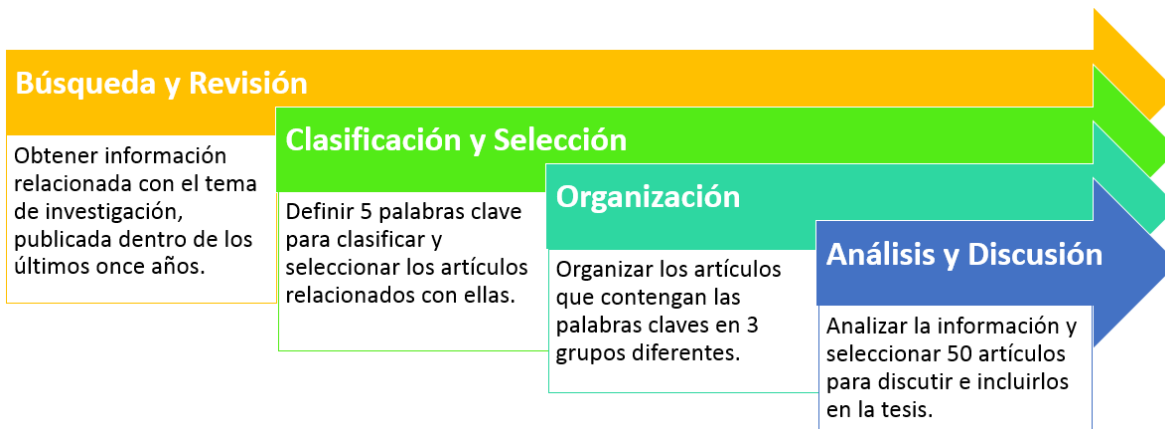 Búsqueda y Revisión
Obtener información
relacionada con el tema
de investigación,
publicada dentro de los
últimos once años.
Clasificación y Selección
Definir 5 palabras clave
para clasificar y
seleccionar los artículos
relacionados con ellas.
Organización
Organizar los artículos
que contengan las
palabras claves en 3
grupos diferentes.
Análisis y Discusión
Analizar la información y
seleccionar 50 artículos
para discutir e incluirlos
en la tesis.